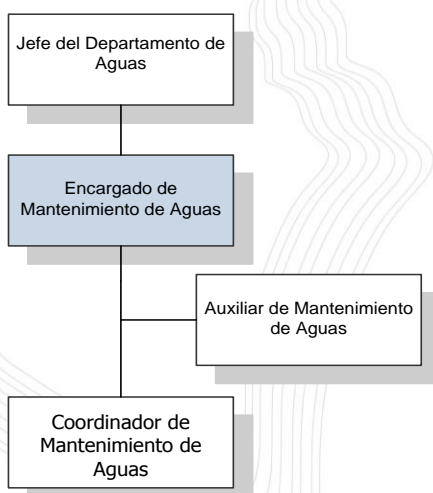 Jefe del Departamento de
Aguas
Encargado de
Mantenimiento de Aguas
Auxiliar de Mantenimiento
de Aguas
Coordinador de
Mantenimiento de
Aguas